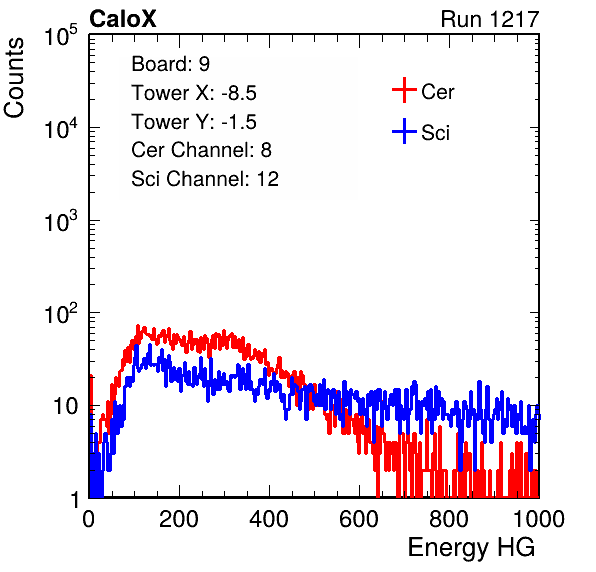 CaloX Run 1217
Counts
10^5
10^4
10^3
10^2
10
1
Board: 9
Tower X: -8.5
Tower Y: -1.5
Cer Channel: 8
Sci Channel: 12
Cer
Sci
0 200 400 600 800 1000
Energy HG